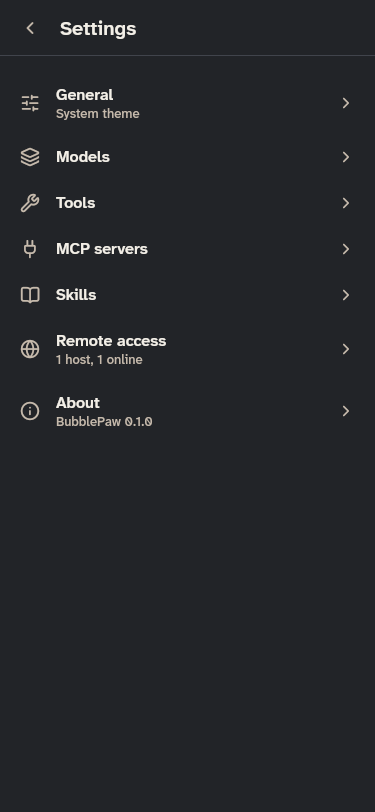 Settings
General
System theme
Models
Tools
MCP servers
Skills
Remote access
1 host, 1 online
About
BubblePaw 0.1.0